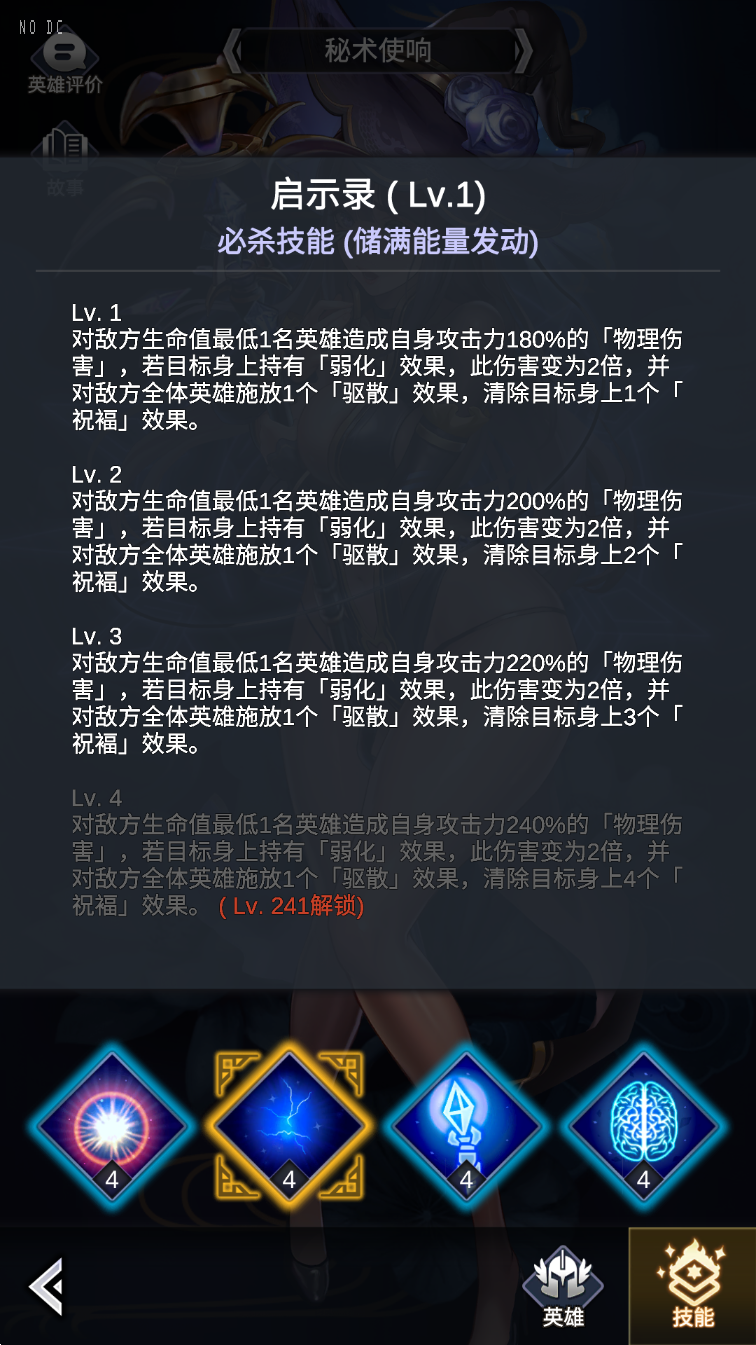 NO DC
秘术使响
英雄评价
故事
启示录 ( Lv.1)
必杀技能 (储满能量发动)
Lv. 1
对敌方生命值最低1名英雄造成自身攻击力180%的「物理伤
害」，若目标身上持有「弱化」效果，此伤害变为2倍，并
对敌方全体英雄施放1个「驱散」效果，清除目标身上1个「
祝福」效果。
Lv. 2
对敌方生命值最低1名英雄造成自身攻击力200%的「物理伤
害」，若目标身上持有「弱化」效果，此伤害变为2倍，并
对敌方全体英雄施放1个「驱散」效果，清除目标身上2个「
祝福」效果。
Lv. 3
对敌方生命值最低1名英雄造成自身攻击力220%的「物理伤
害」，若目标身上持有「弱化」效果，此伤害变为2倍，并
对敌方全体英雄施放1个「驱散」效果，清除目标身上3个「
祝福」效果。
Lv. 4
对敌方生命值最低1名英雄造成自身攻击力240%的「物理伤
害」，若目标身上持有「弱化」效果，此伤害变为2倍，并
对敌方全体英雄施放1个「驱散」效果，清除目标身上4个「
祝福」效果。 ( Lv. 241解锁)
4
4
4
4
英雄
技能